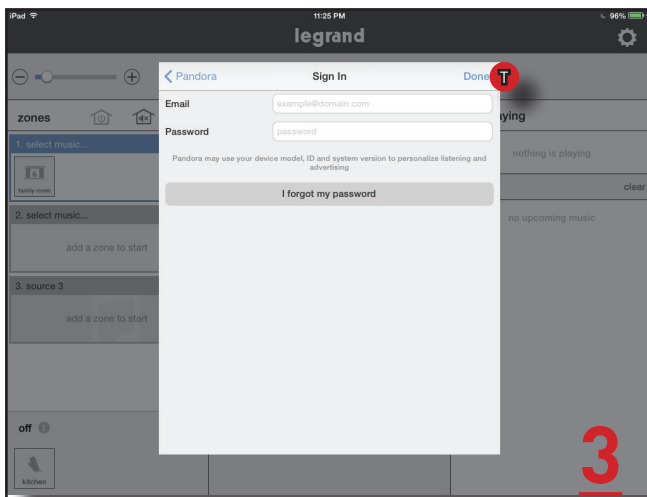 iPad 11:25 PM 96%
legrand
Pandora Sign In Done T
Email example@domain.com
Password password
Pandora may use your device model, ID and system version to personalize listening and
advertising
I forgot my password
zones
1. select music...
family room
2. select music...
add a zone to start
3. source 3
add a zone to start
off
kitchen
ying
nothing is playing
clear
no upcoming music
3